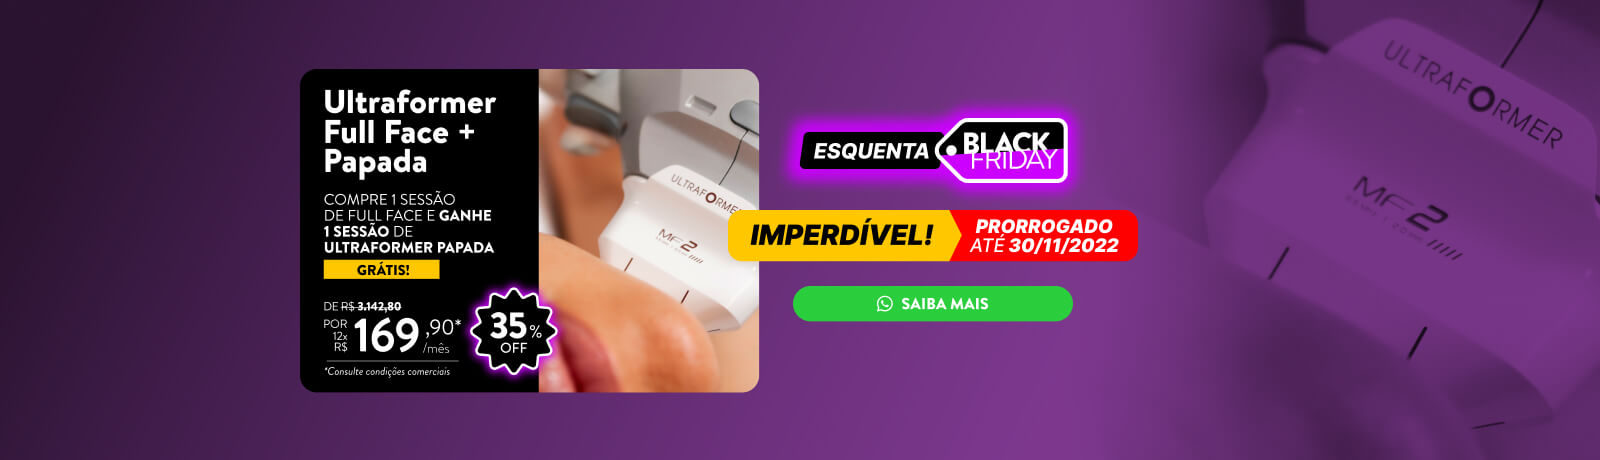 Ultraformer
Full Face +
Papada
COMPRE 1 SESSÃO
DE FULL FACE E GANHE
1 SESSÃO DE
ULTRAFORMER PAPADA
GRÁTIS!
DE R$ 3.142,80
POR 12x R$ 169,90* /mês
*Consulte condições comerciais
35% OFF
ULTRAFORMER
MF2
ESQUENTA BLACK FRIDAY
IMPERDÍVEL!
PRORROGADO
ATÉ 30/11/2022
SAIBA MAIS
ULTRAFORMER
MF2